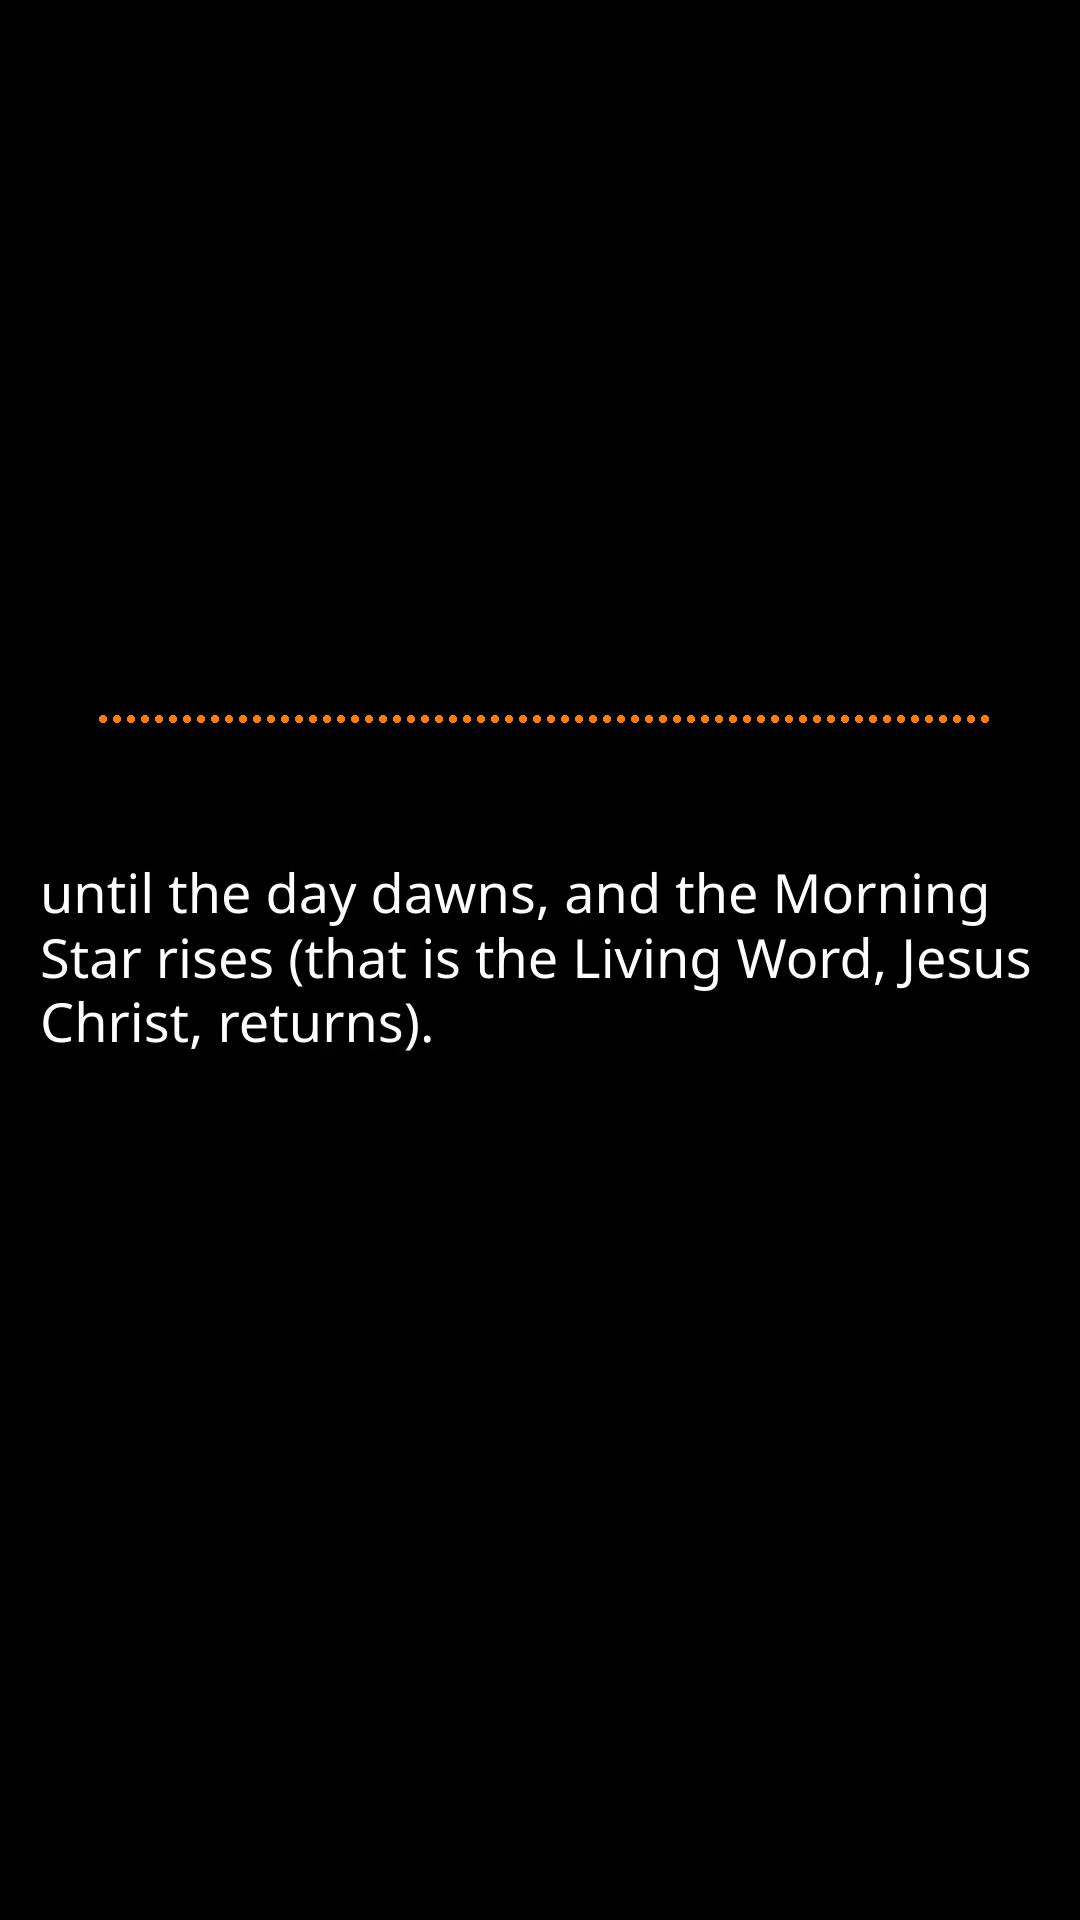 until the day dawns, and the Morning
Star rises (that is the Living Word, Jesus
Christ, returns).